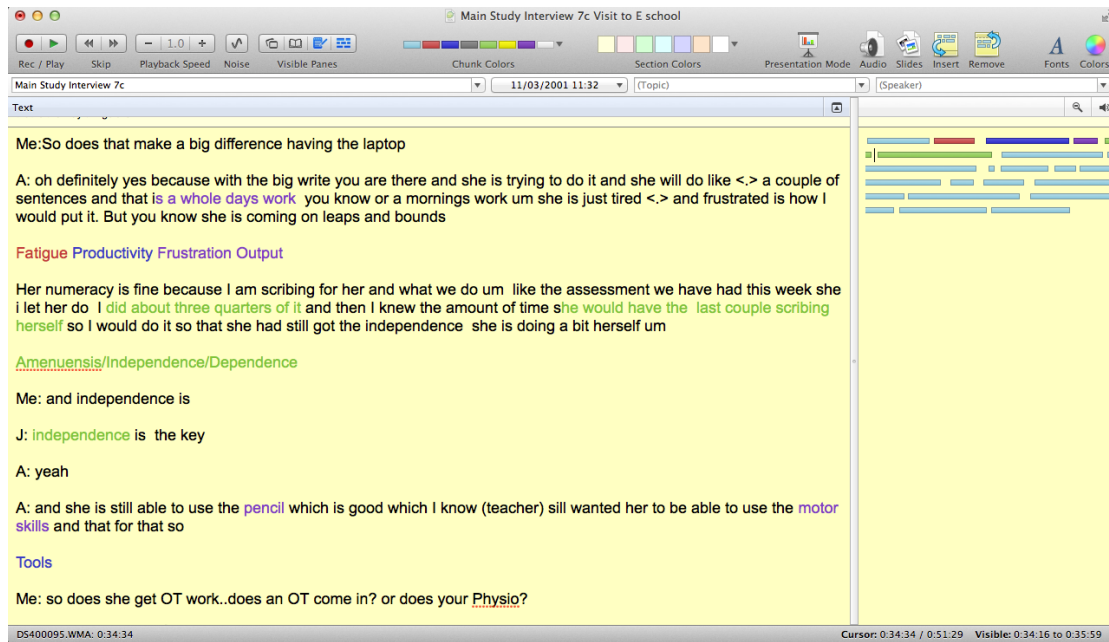 Main Study Interview 7c Visit to E school
1.0
Rec / Play Skip Playback Speed Noise Visible Panes Chunk Colors Section Colors Presentation Mode Audio Slides Insert Remove Fonts Colors
Main Study Interview 7c 11/03/2001 11:32 (Topic) (Speaker)
Text
Me:So does that make a big difference having the laptop
A: oh definitely yes because with the big write you are there and she is trying to do it and she will do like <.> a couple of
sentences and that is a whole days work you know or a mornings work um she is just tired <.> and frustrated is how I
would put it. But you know she is coming on leaps and bounds
Fatigue Productivity Frustration Output
Her numeracy is fine because I am scribing for her and what we do um like the assessment we have had this week she
i let her do I did about three quarters of it and then I knew the amount of time she would have the last couple scribing
herself so I would do it so that she had still got the independence she is doing a bit herself um
Amenuensis/Independence/Dependence
Me: and independence is
J: independence is the key
A: yeah
A: and she is still able to use the pencil which is good which I know (teacher) sill wanted her to be able to use the motor
skills and that for that so
Tools
Me: so does she get OT work..does an OT come in? or does your Physio?
DS400095.WMA: 0:34:34 Cursor: 0:34:34 / 0:51:29 Visible: 0:34:16 to 0:35:59